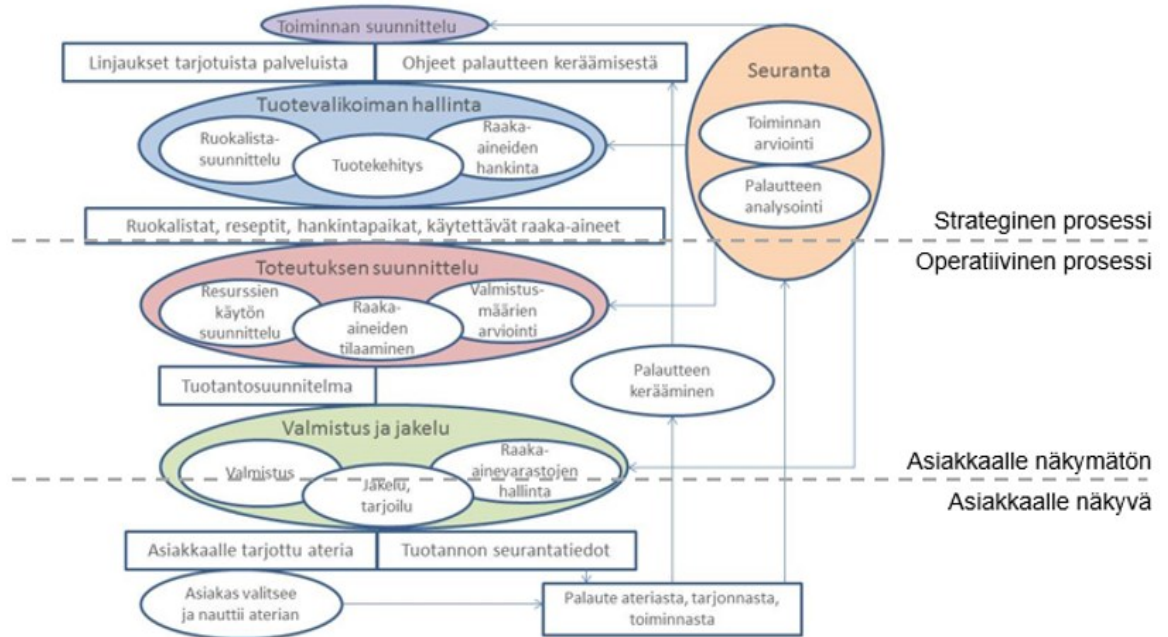 Toiminnan suunnittelu
Linjaukset tarjotuista palveluista
Ohjeet palautteen keräämisestä
Seuranta
Toiminnan
arviointi
Palautteen
analysointi
Tuotevalikoiman hallinta
Ruokalista-
suunnittelu
Tuotekehitys
Raaka-
aineiden
hankinta
Ruokalistat, reseptit, hankintapaikat, käytettävät raaka-aineet
Strateginen prosessi
Operatiivinen prosessi
Toteutuksen suunnittelu
Resurssien
käytön
suunnittelu
Raaka-
aineiden
tilaaminen
Valmistus-
määrien
arviointi
Tuotantosuunnitelma
Palautteen
kerääminen
Valmistus ja jakelu
Valmistus
Jakelu,
tarjoilu
Raaka-
ainevarastojen
hallinta
Asiakkaalle näkymätön
Asiakkaalle näkyvä
Asiakkaalle tarjottu ateria
Tuotannon seurantatiedot
Asiakas valitsee
ja nauttii aterian
Palaute ateriasta, tarjonnasta,
toiminnasta